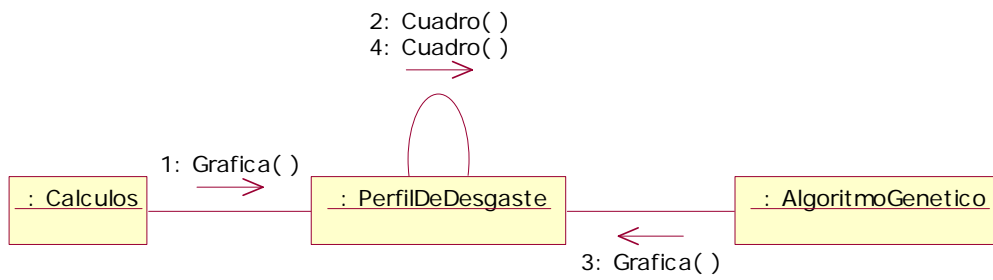 2: Cuadro( )
4: Cuadro( )
1: Grafica( )
: Calculos
: PerfilDeDesgaste
: AlgoritmoGenetico
3: Grafica( )